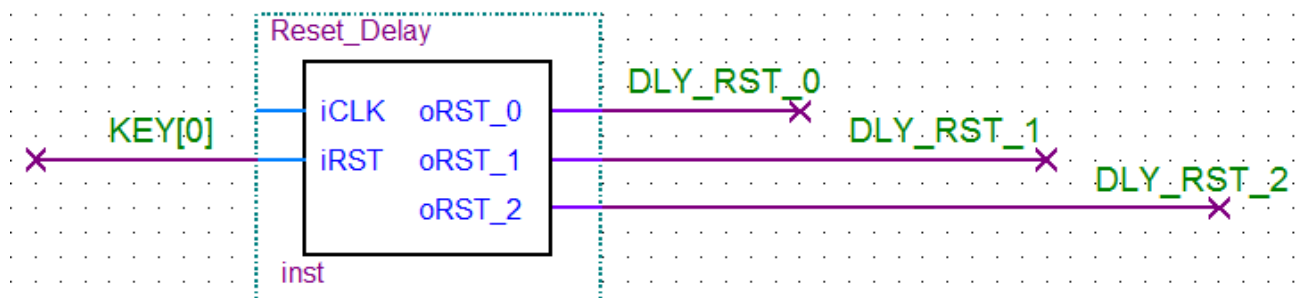 Reset_Delay
DLY_RST_0
KEY[0]
iCLK oRST_0
DLY_RST_1
iRST oRST_1
DLY_RST_2
oRST_2
inst